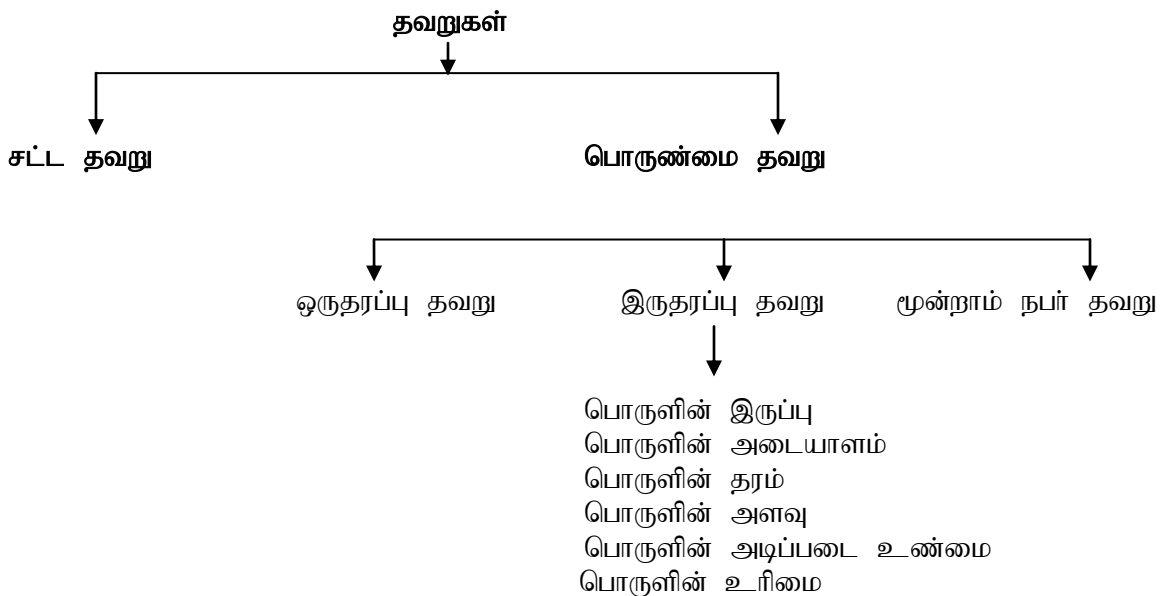 தவறுகள்
சட்ட தவறு பொருண்மை தவறு
ஒருதரப்பு தவறு இருதரப்பு தவறு மூன்றாம் நபர் தவறு
பொருளின் இருப்பு
பொருளின் அடையாளம்
பொருளின் தரம்
பொருளின் அளவு
பொருளின் அடிப்படை உண்மை
பொருளின் உரிமை